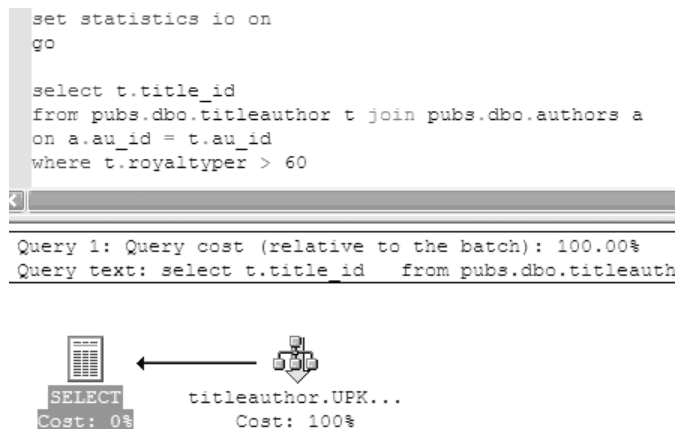 set statistics io on
go
select t.title_id
from pubs.dbo.titleauthor t join pubs.dbo.authors a
on a.au_id = t.au_id
where t.royaltyper > 60
Query 1: Query cost (relative to the batch): 100.00%
Query text: select t.title_id from pubs.dbo.titleauth
SELECT
Cost: 0%
titleauthor.UPK...
Cost: 100%